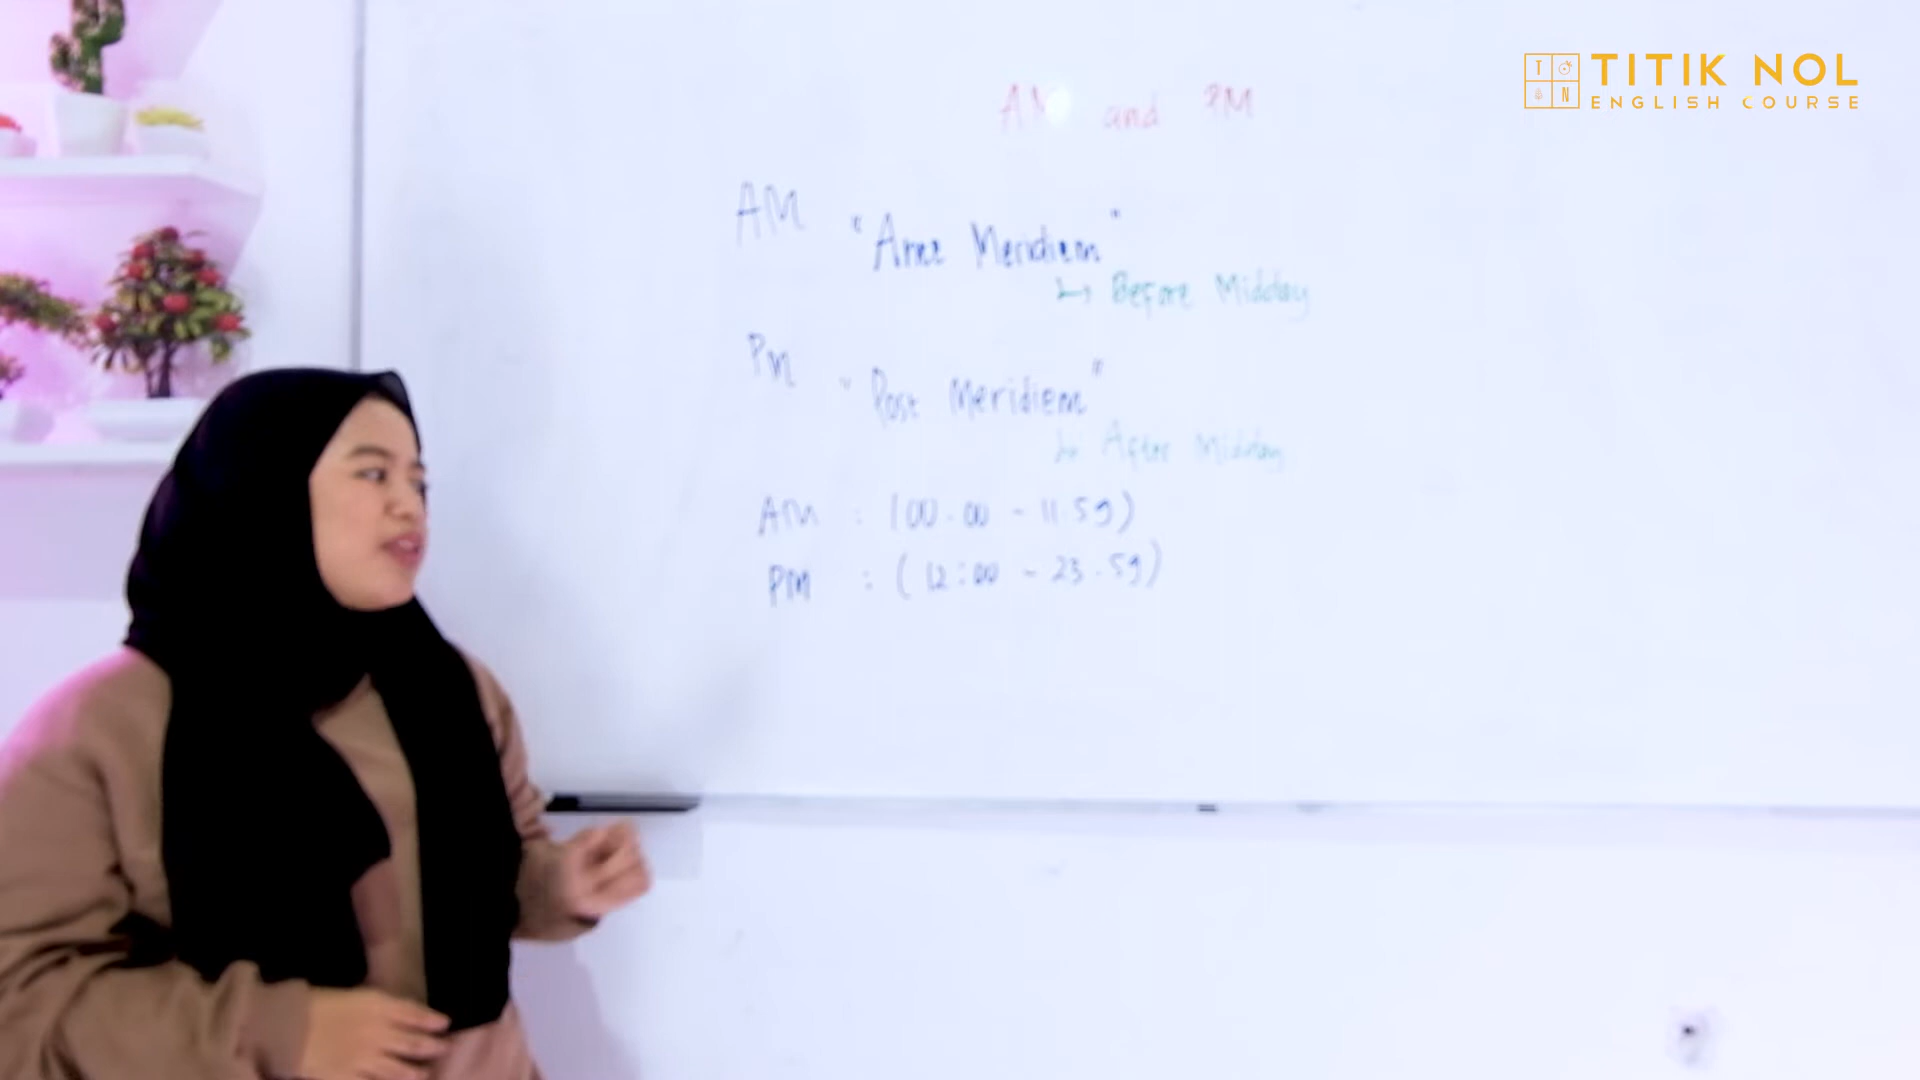 TITIK NOL
ENGLISH COURSE
T
N
AM and PM
AM
"Ante Meridiem"
↳ Before Midday
PM
"Post Meridiem"
↳ After Midday
AM : (00.00 - 11.59)
PM : (12:00 - 23.59)